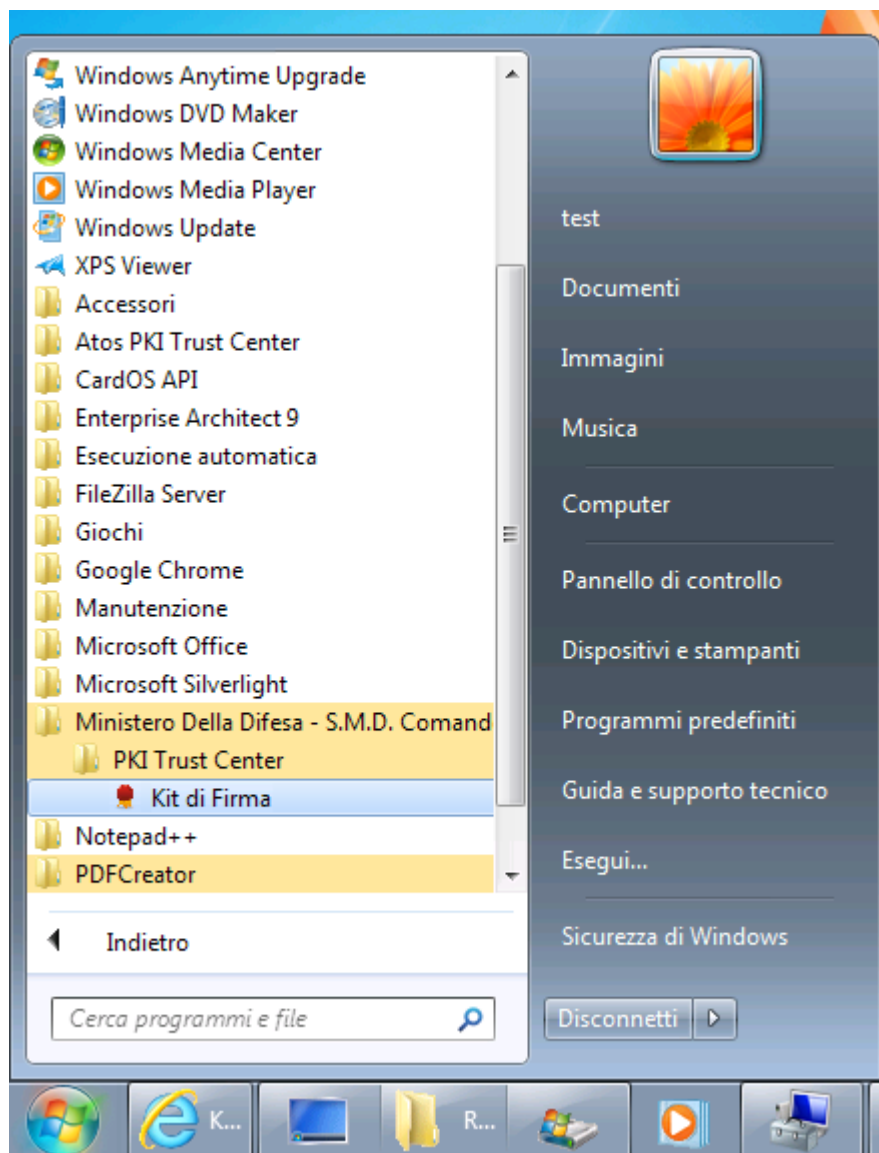 Windows Anytime Upgrade
Windows DVD Maker
Windows Media Center
Windows Media Player
Windows Update
XPS Viewer
Accessori
Atos PKI Trust Center
CardOS API
Enterprise Architect 9
Esecuzione automatica
FileZilla Server
Giochi
Google Chrome
Manutenzione
Microsoft Office
Microsoft Silverlight
Ministero Della Difesa - S.M.D. Comand
PKI Trust Center
Kit di Firma
Notepad++
PDFCreator
Indietro
Cerca programmi e file
test
Documenti
Immagini
Musica
Computer
Pannello di controllo
Dispositivi e stampanti
Programmi predefiniti
Guida e supporto tecnico
Esegui...
Sicurezza di Windows
Disconnetti
K...
R...